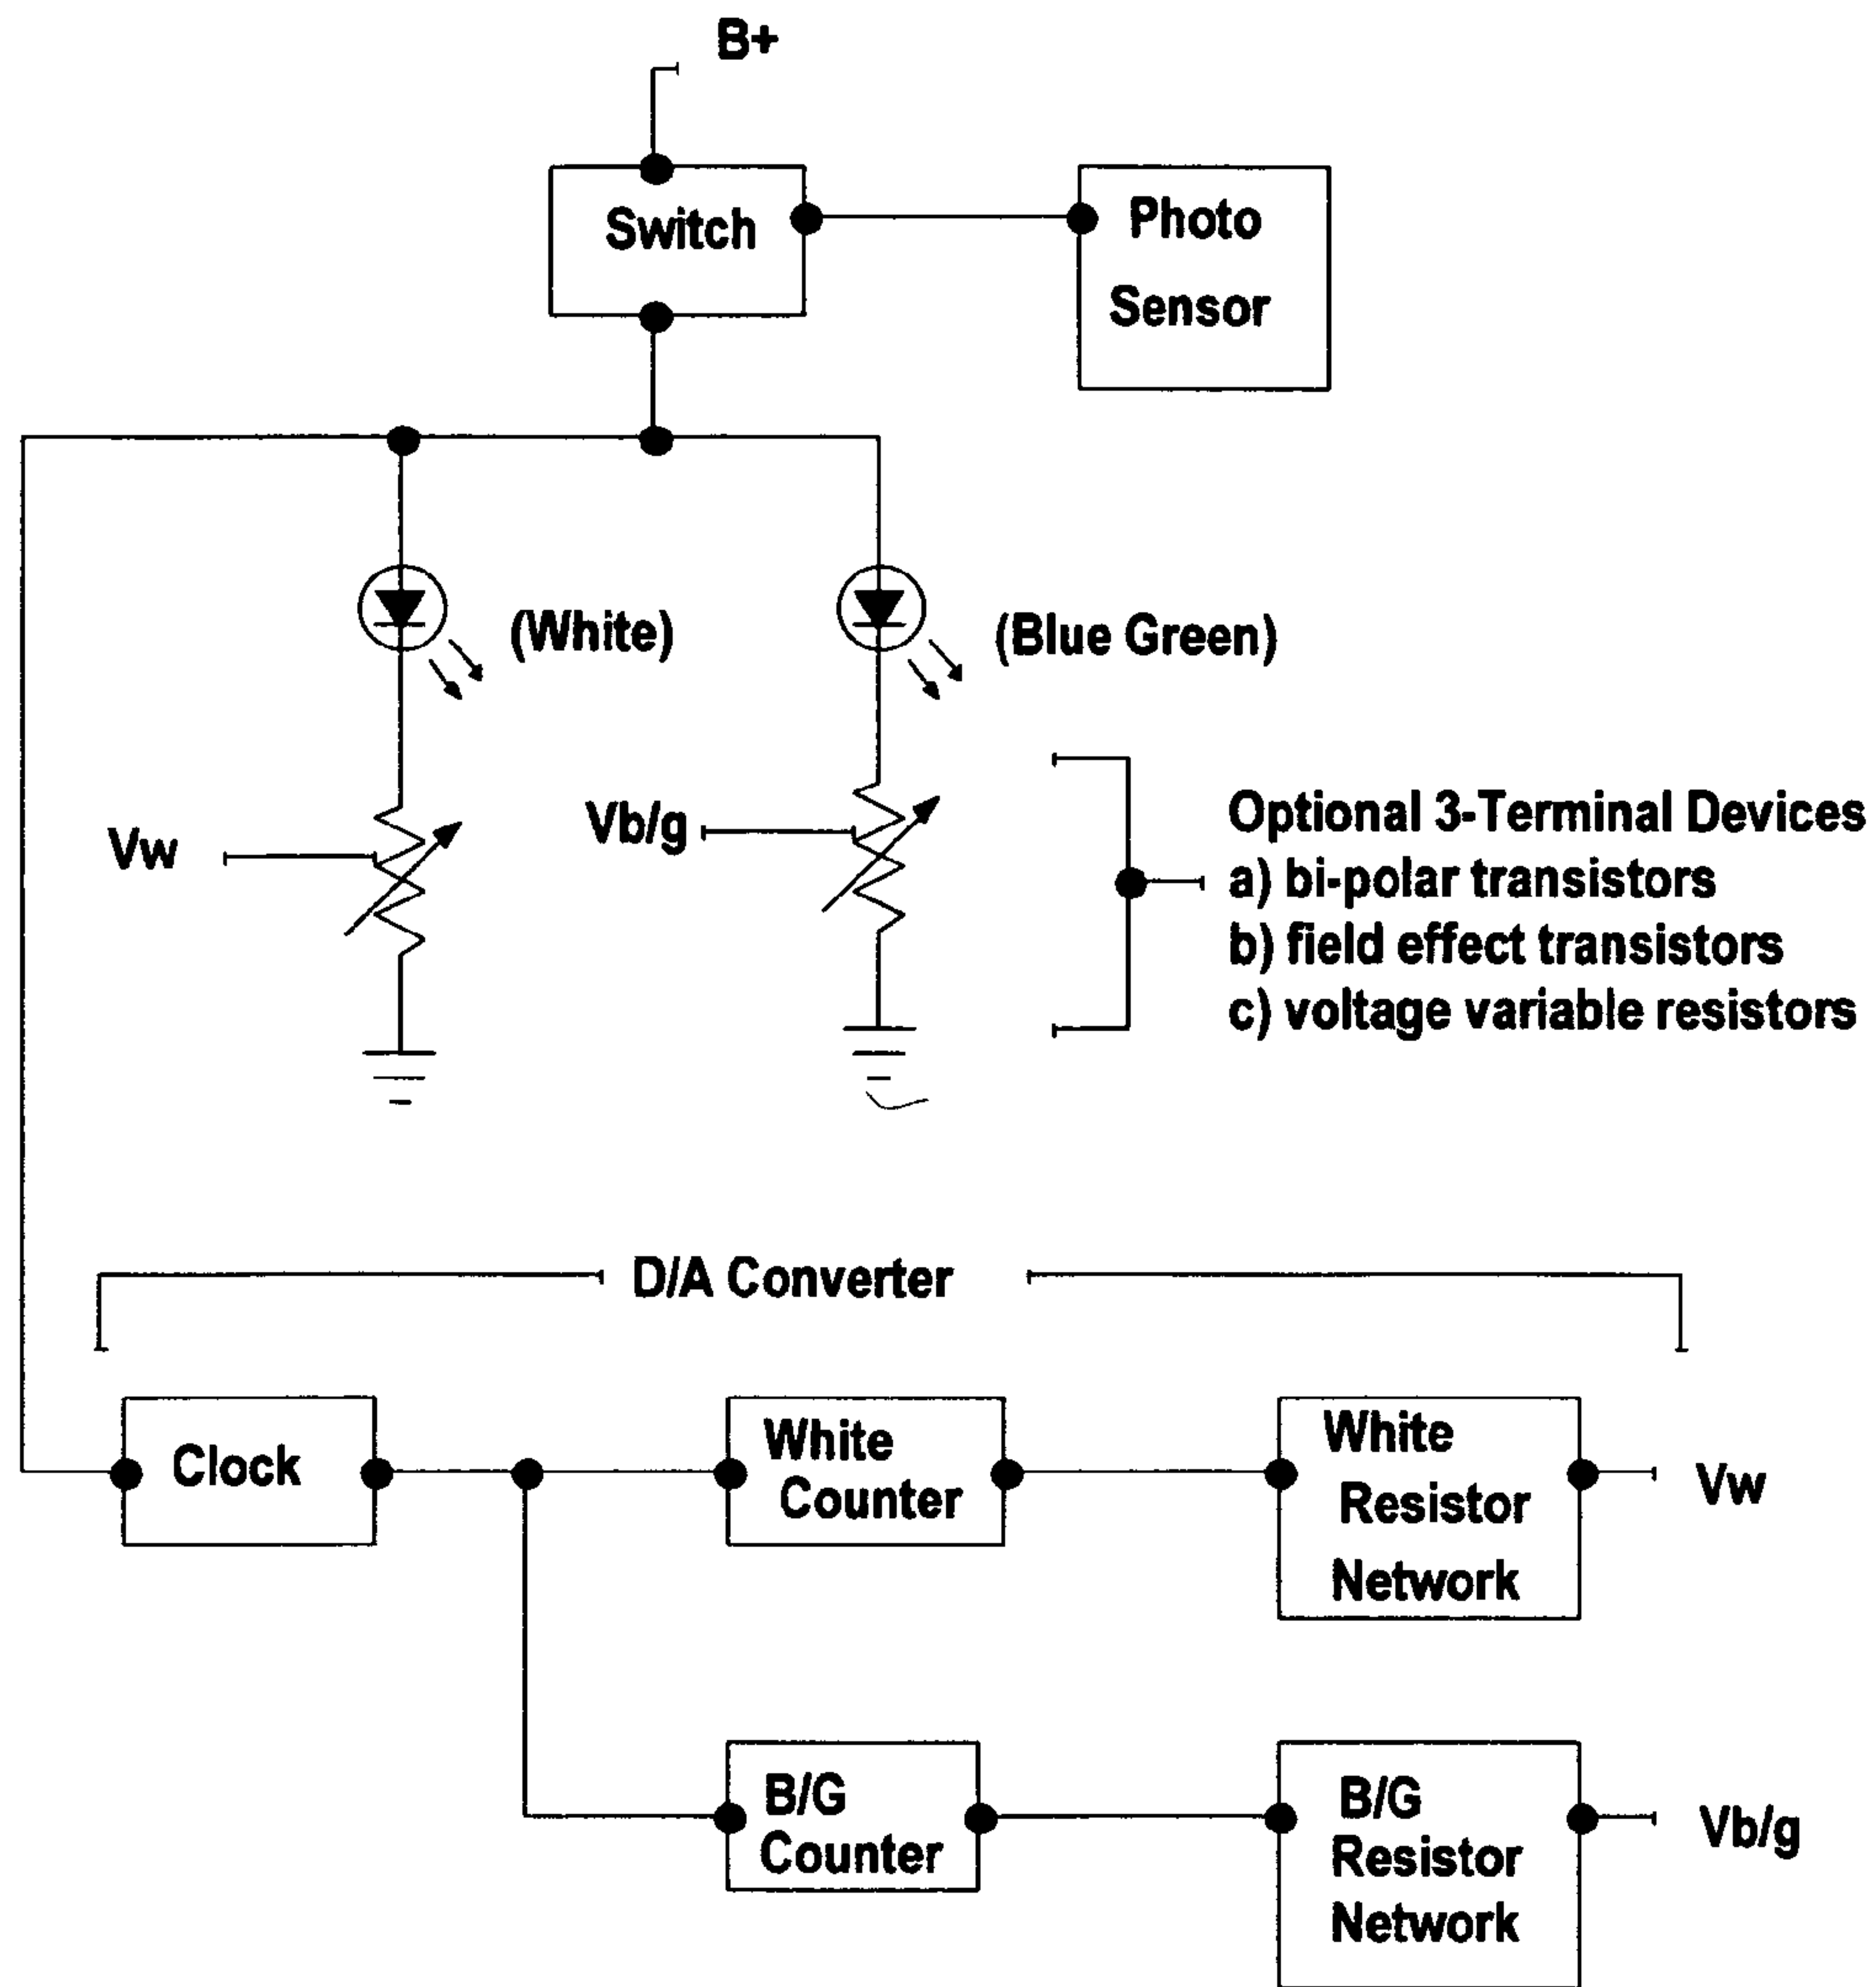 B+
Switch
Photo
Sensor
(White)
(Blue Green)
Vw
Vb/g
Optional 3-Terminal Devices
a) bi-polar transistors
b) field effect transistors
c) voltage variable resistors
D/A Converter
Clock
White
Counter
White
Resistor
Network
Vw
B/G
Counter
B/G
Resistor
Network
Vb/g